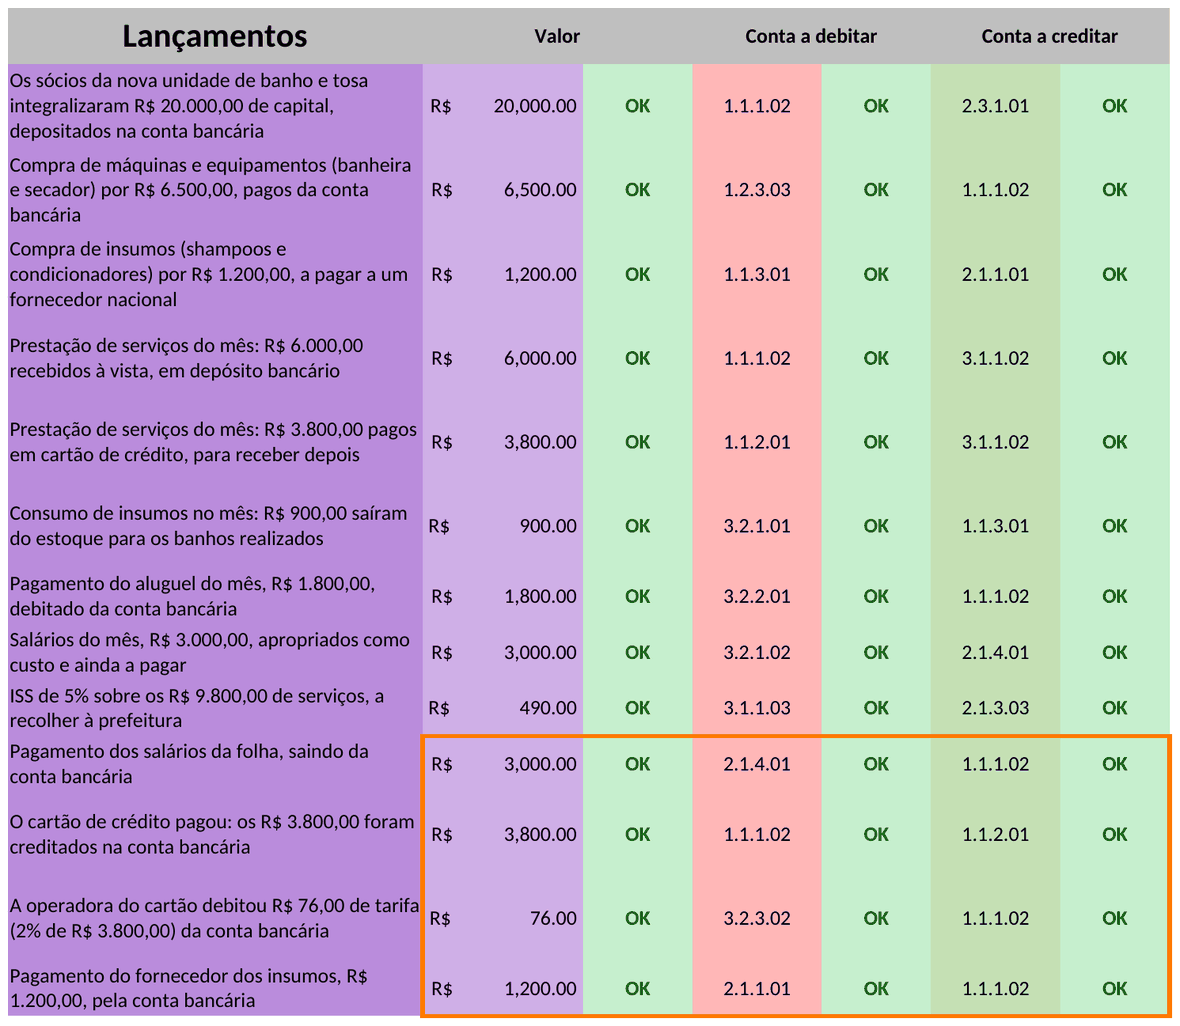 Lançamentos Valor Conta a debitar Conta a creditar
Os sócios da nova unidade de banho e tosa
integralizaram R$ 20.000,00 de capital,
depositados na conta bancária
R$ 20,000.00 OK 1.1.1.02 OK 2.3.1.01 OK
Compra de máquinas e equipamentos (banheira
e secador) por R$ 6.500,00, pagos da conta
bancária
R$ 6,500.00 OK 1.2.3.03 OK 1.1.1.02 OK
Compra de insumos (shampoos e
condicionadores) por R$ 1.200,00, a pagar a um
fornecedor nacional
R$ 1,200.00 OK 1.1.3.01 OK 2.1.1.01 OK
Prestação de serviços do mês: R$ 6.000,00
recebidos à vista, em depósito bancário
R$ 6,000.00 OK 1.1.1.02 OK 3.1.1.02 OK
Prestação de serviços do mês: R$ 3.800,00 pagos
em cartão de crédito, para receber depois
R$ 3,800.00 OK 1.1.2.01 OK 3.1.1.02 OK
Consumo de insumos no mês: R$ 900,00 saíram
do estoque para os banhos realizados
R$ 900.00 OK 3.2.1.01 OK 1.1.3.01 OK
Pagamento do aluguel do mês, R$ 1.800,00,
debitado da conta bancária
R$ 1,800.00 OK 3.2.2.01 OK 1.1.1.02 OK
Salários do mês, R$ 3.000,00, apropriados como
custo e ainda a pagar
R$ 3,000.00 OK 3.2.1.02 OK 2.1.4.01 OK
ISS de 5% sobre os R$ 9.800,00 de serviços, a
recolher à prefeitura
R$ 490.00 OK 3.1.1.03 OK 2.1.3.03 OK
Pagamento dos salários da folha, saindo da
conta bancária
R$ 3,000.00 OK 2.1.4.01 OK 1.1.1.02 OK
O cartão de crédito pagou: os R$ 3.800,00 foram
creditados na conta bancária
R$ 3,800.00 OK 1.1.1.02 OK 1.1.2.01 OK
A operadora do cartão debitou R$ 76,00 de tarifa
(2% de R$ 3.800,00) da conta bancária
R$ 76.00 OK 3.2.3.02 OK 1.1.1.02 OK
Pagamento do fornecedor dos insumos, R$
1.200,00, pela conta bancária
R$ 1,200.00 OK 2.1.1.01 OK 1.1.1.02 OK